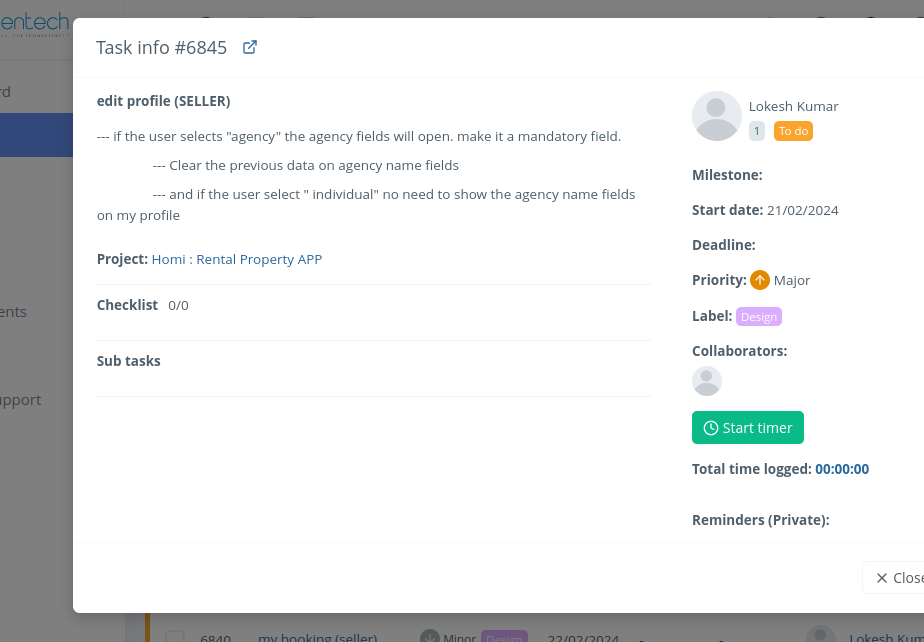 entech
Task info #6845
rd
edit profile (SELLER)
--- if the user selects "agency" the agency fields will open. make it a mandatory field.
--- Clear the previous data on agency name fields
--- and if the user select " individual" no need to show the agency name fields
on my profile
Project: Homi : Rental Property APP
Checklist 0/0
Sub tasks
ents
upport
Lokesh Kumar
1 To do
Milestone:
Start date: 21/02/2024
Deadline:
Priority: Major
Label: Design
Collaborators:
Start timer
Total time logged: 00:00:00
Reminders (Private):
Close
6840 my booking (seller) Minor Design 22/02/2024 - - Lokesh Kum